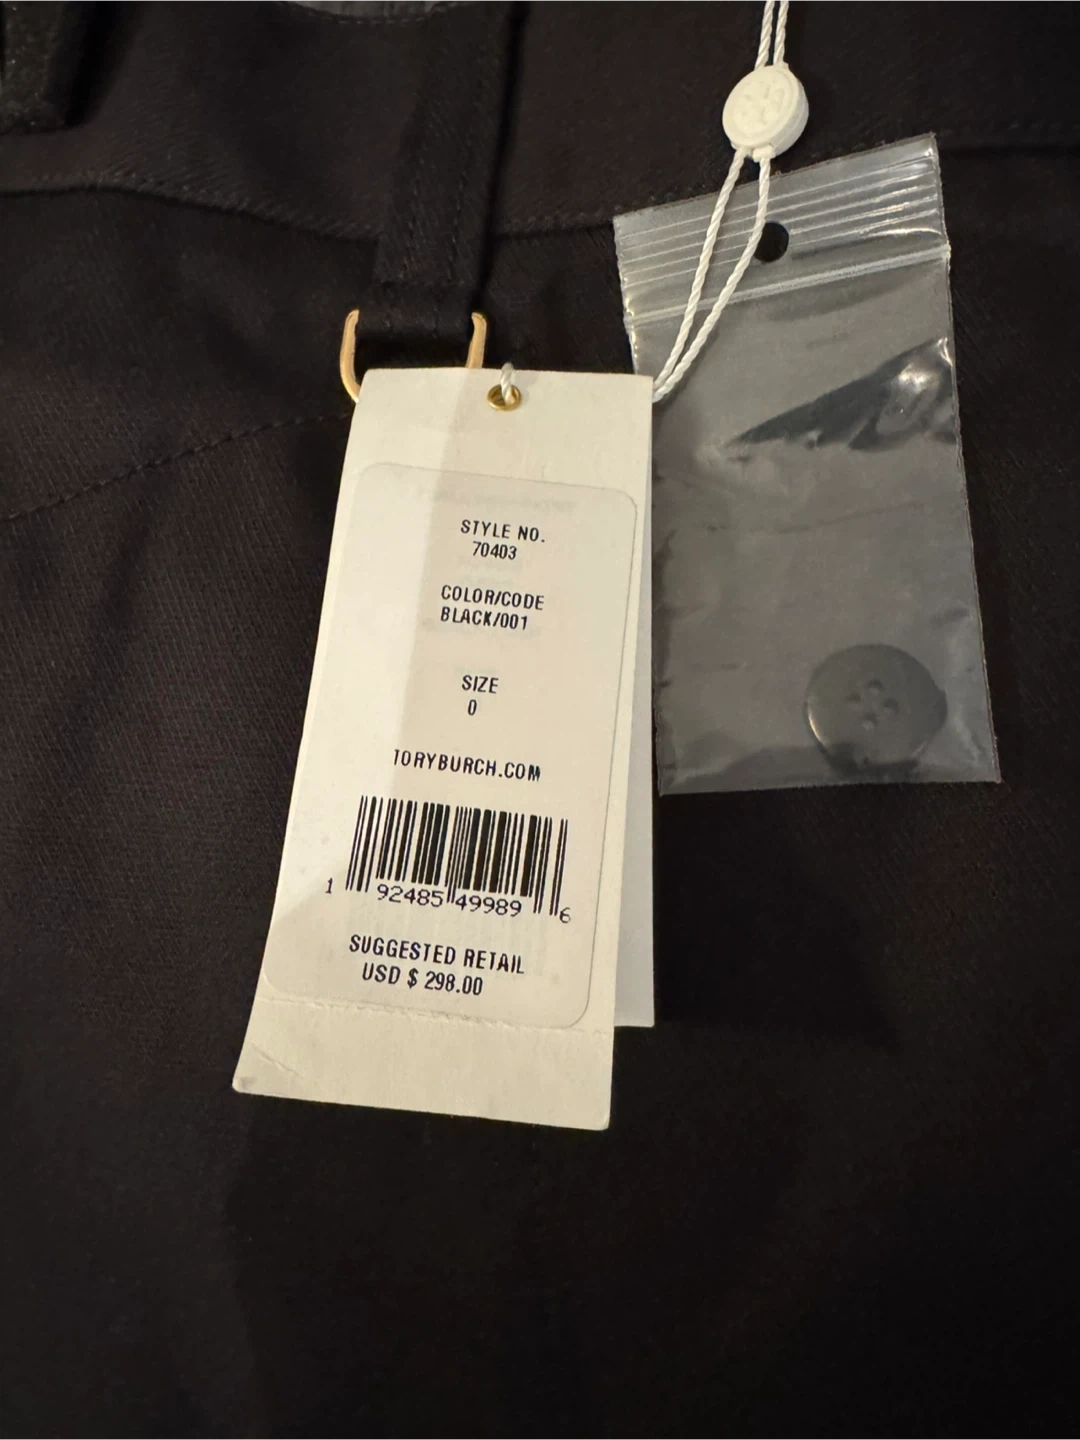 STYLE NO.
70403
COLOR/CODE
BLACK/001
SIZE
0
TORYBURCH.COM
1 92485 49989 6
SUGGESTED RETAIL
USD $ 298.00